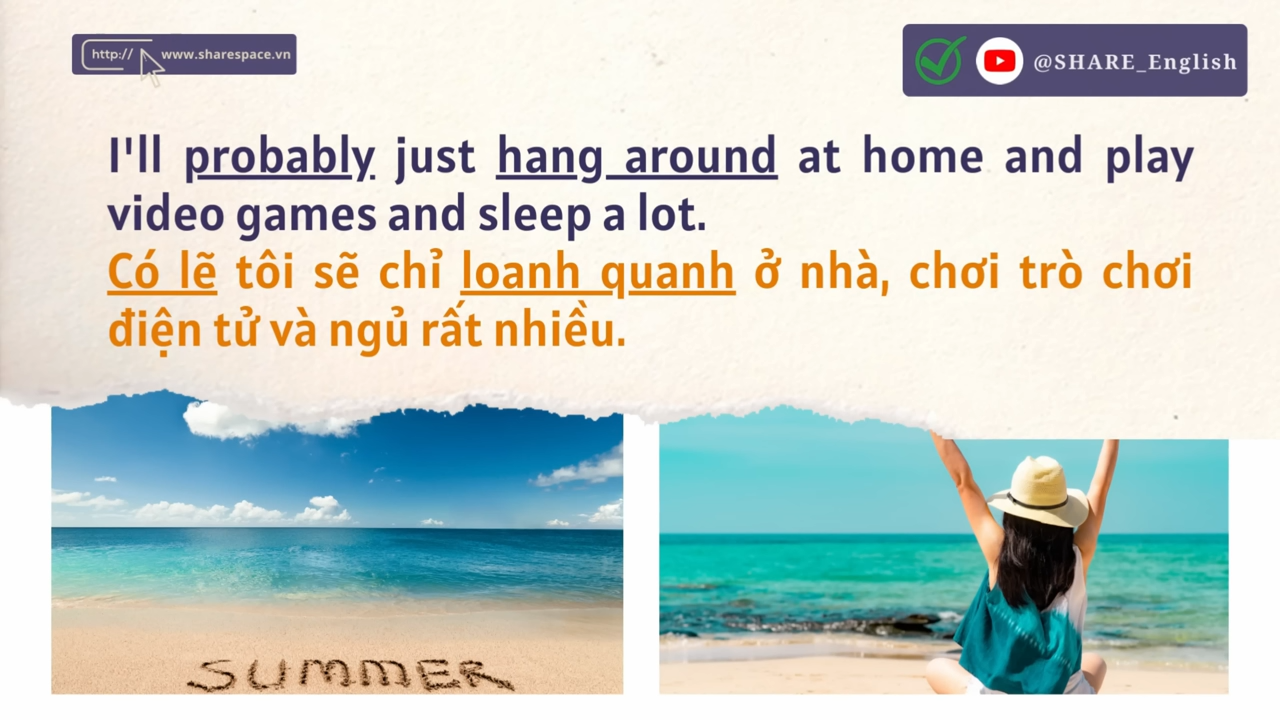 http:// www.sharespace.vn
@SHARE_English
I'll probably just hang around at home and play
video games and sleep a lot.
Có lẽ tôi sẽ chỉ loanh quanh ở nhà, chơi trò chơi
điện tử và ngủ rất nhiều.
SUMMER